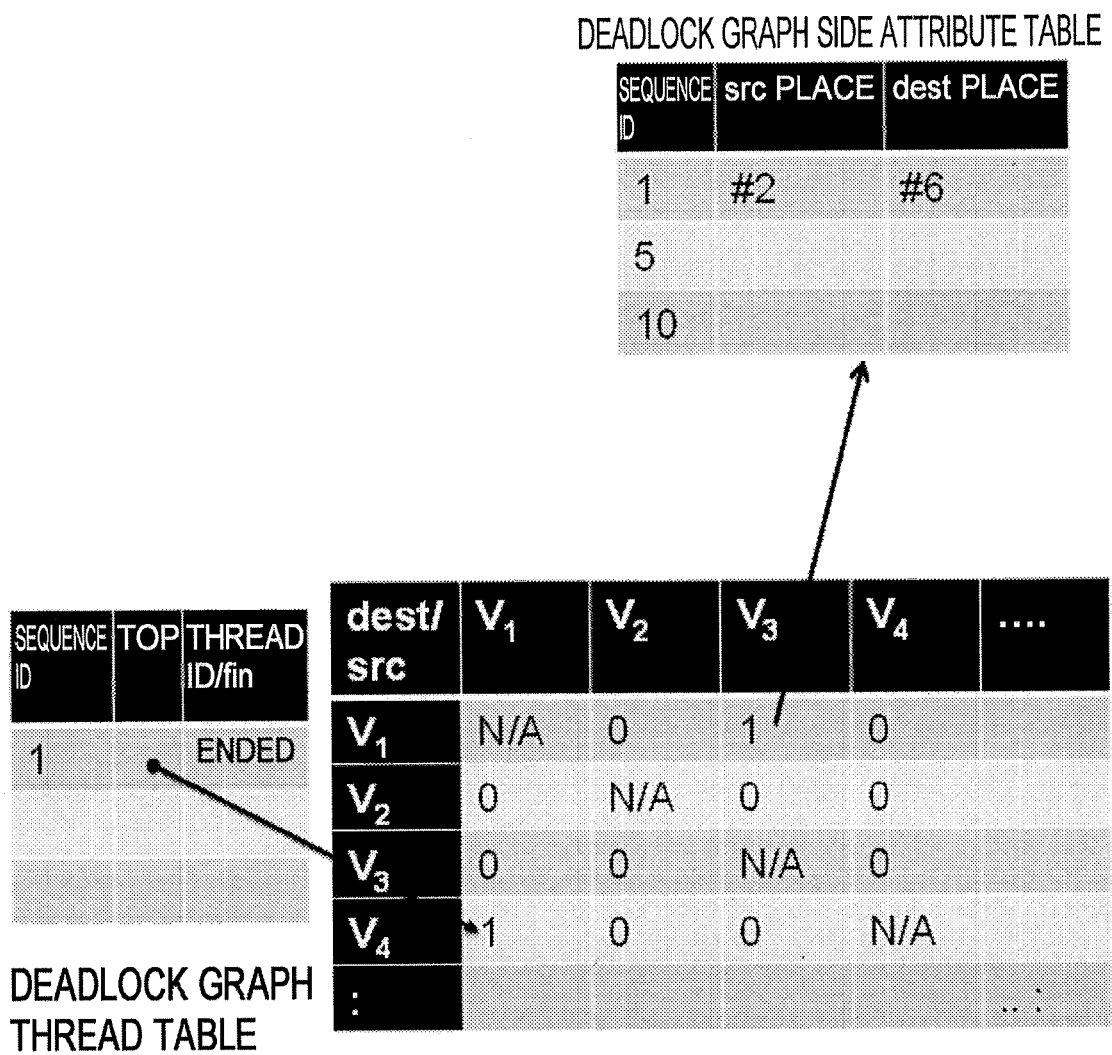 DEADLOCK GRAPH SIDE ATTRIBUTE TABLE
SEQUENCE ID src PLACE dest PLACE
1 #2 #6
5
10
SEQUENCE ID TOP THREAD ID/fin
1 ENDED
DEADLOCK GRAPH
THREAD TABLE
dest/src V1 V2 V3 V4 ....
V1 N/A 0 1 0
V2 0 N/A 0 0
V3 0 0 N/A 0
V4 1 0 0 N/A
: ...